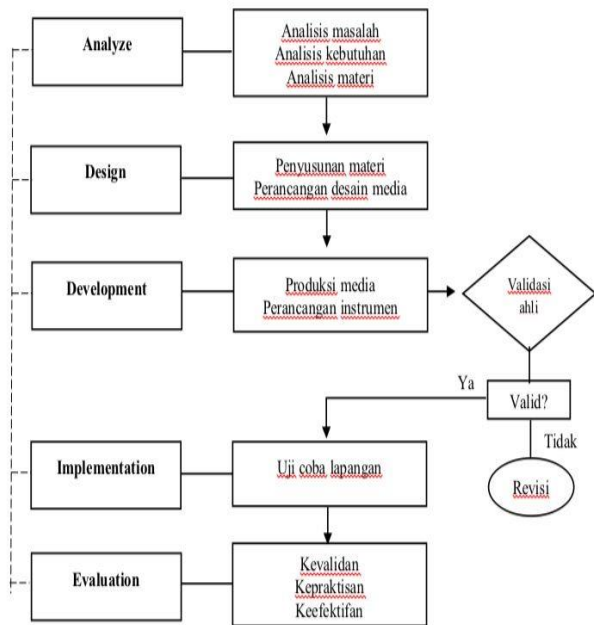 Analyze
Analisis masalah
Analisis kebutuhan
Analisis materi
Design
Penyusunan materi
Perancangan desain media
Development
Produksi media
Perancangan instrumen
Validasi
ahli
Ya
Valid?
Tidak
Implementation
Uji coba lapangan
Revisi
Evaluation
Kevalidan
Kepraktisan
Keefektifan